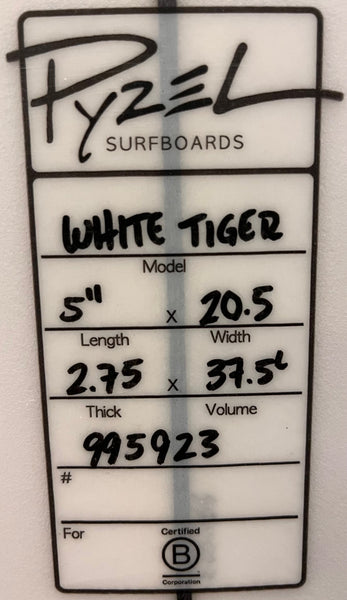 PYZEL
SURFBOARDS
WHITE TIGER
Model
5" x 20.5
Length Width
2.75 x 37.5L
Thick Volume
995923
#
For
Certified
B
Corporation